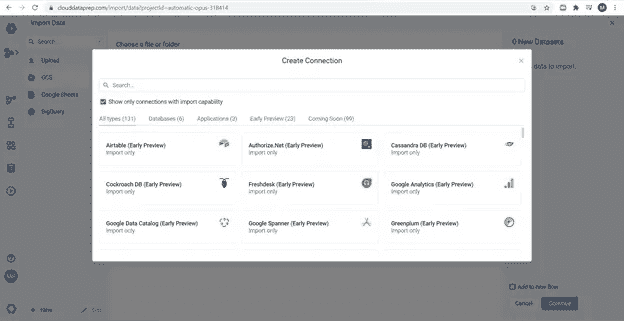 clouddataprep.com/import/data?projectId=automatic-opus-318414
Import Data
Search
Choose a file or folder
Upload
GCS
Google Sheets
BigQuery
0 New Datasets
data to import.
Create Connection
Search...
Show only connections with import capability
All types (131) Databases (6) Applications (3) Early Preview (23) Coming Soon (99)
Airtable (Early Preview) Authorize.Net (Early Preview) Cassandra DB (Early Preview)
Import only Import only Import only
Cockroach DB (Early Preview) Freshdesk (Early Preview) Google Analytics (Early Preview)
Import only Import only Import only
Google Data Catalog (Early Preview) Google Spanner (Early Preview) Greenplum (Early Preview)
Import only Import only Import only
Add to new flow
Cancel Continue
+ New Edit